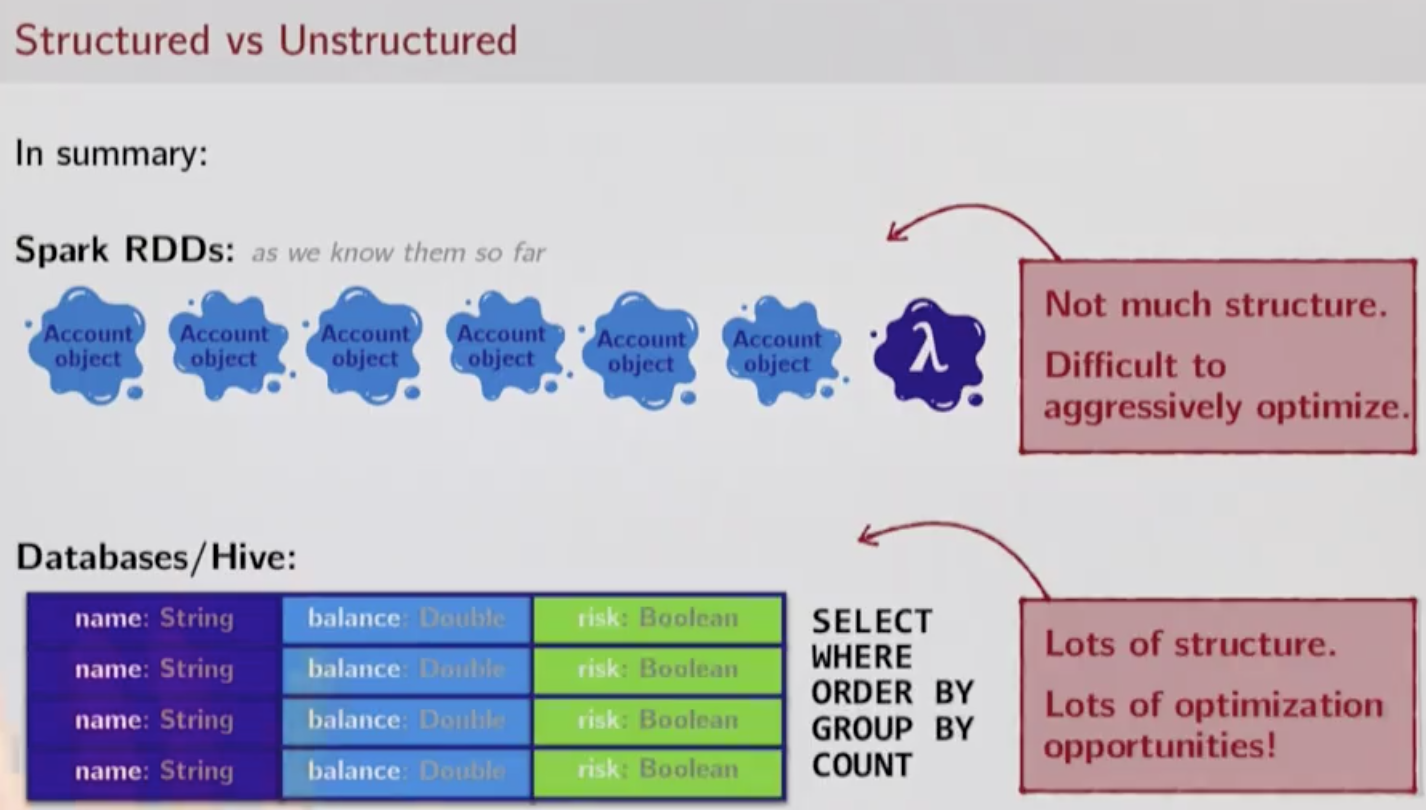 Structured vs Unstructured
In summary:
Spark RDDs: as we know them so far
Account object
Account object
Account object
Account object
Account object
Account object
λ
Not much structure.
Difficult to
aggressively optimize.
Databases/Hive:
name: String balance: Double risk: Boolean
name: String balance: Double risk: Boolean
name: String balance: Double risk: Boolean
name: String balance: Double risk: Boolean
SELECT
WHERE
ORDER BY
GROUP BY
COUNT
Lots of structure.
Lots of optimization
opportunities!